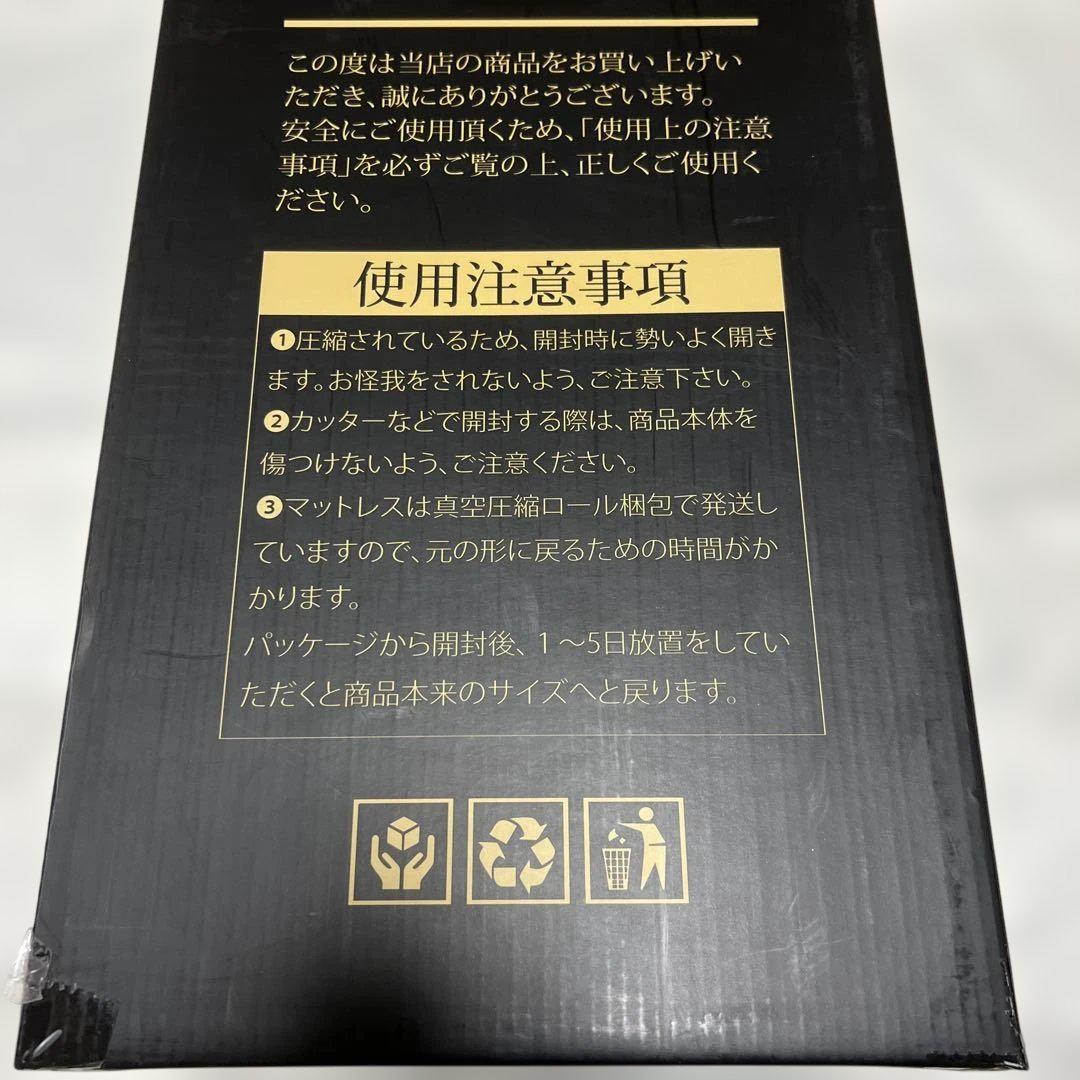 この度は当店の商品をお買い上げい
ただき、誠にありがとうございます。
安全にご使用頂くため、「使用上の注意
事項」を必ずご覧の上、正しくご使用く
ださい。
使用注意事項
❶圧縮されているため、開封時に勢いよく開き
ます。お怪我をされないよう、ご注意下さい。
❷カッターなどで開封する際は、商品本体を
傷つけないよう、ご注意ください。
❸マットレスは真空圧縮ロール梱包で発送し
ていますので、元の形に戻るための時間がか
かります。
パッケージから開封後、１～5日放置をしてい
ただくと商品本来のサイズへと戻ります。